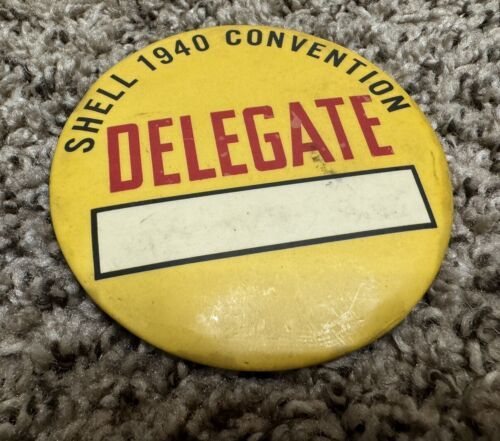 SHELL 1940 CONVENTION
DELEGATE